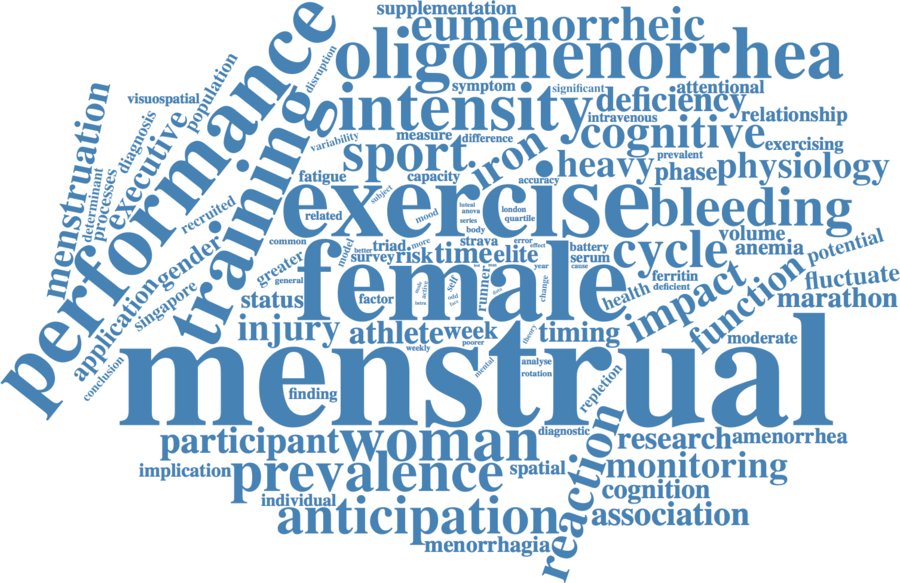 supplementation
eumenorrheic
oligomenorrhea
performance
disruption
population
visuospatial
menstruation
diagnosis
executive
processes
determinant
training
symptom
significant
attentional
intensity
deficiency
intravenous
relationship
variability
measure
difference
cognitive
exercising
sport
iron
heavy
prevalent
phase
physiology
fatigue
capacity
accuracy
exercise
bleeding
subject
luteal
anova
london
series
quartile
body
related
mood
recruited
gender
common
model
better
triad
more
strava
error
effect
battery
cycle
volume
anemia
potential
survey
risk
time
elite
serum
cause
greater
general
female
self
odd
active
intra
runner
year
change
ferritin
deficient
health
impact
function
fluctuate
marathon
application
singapore
status
factor
injury
athlete
week
timing
theory
moderate
weekly
poorer
menstrual
conclusion
mental
analyse
rotation
finding
repletion
participant
woman
diagnostic
reaction
research
amenorrhea
implication
prevalence
spatial
monitoring
individual
cognition
anticipation
association
menorrhagia